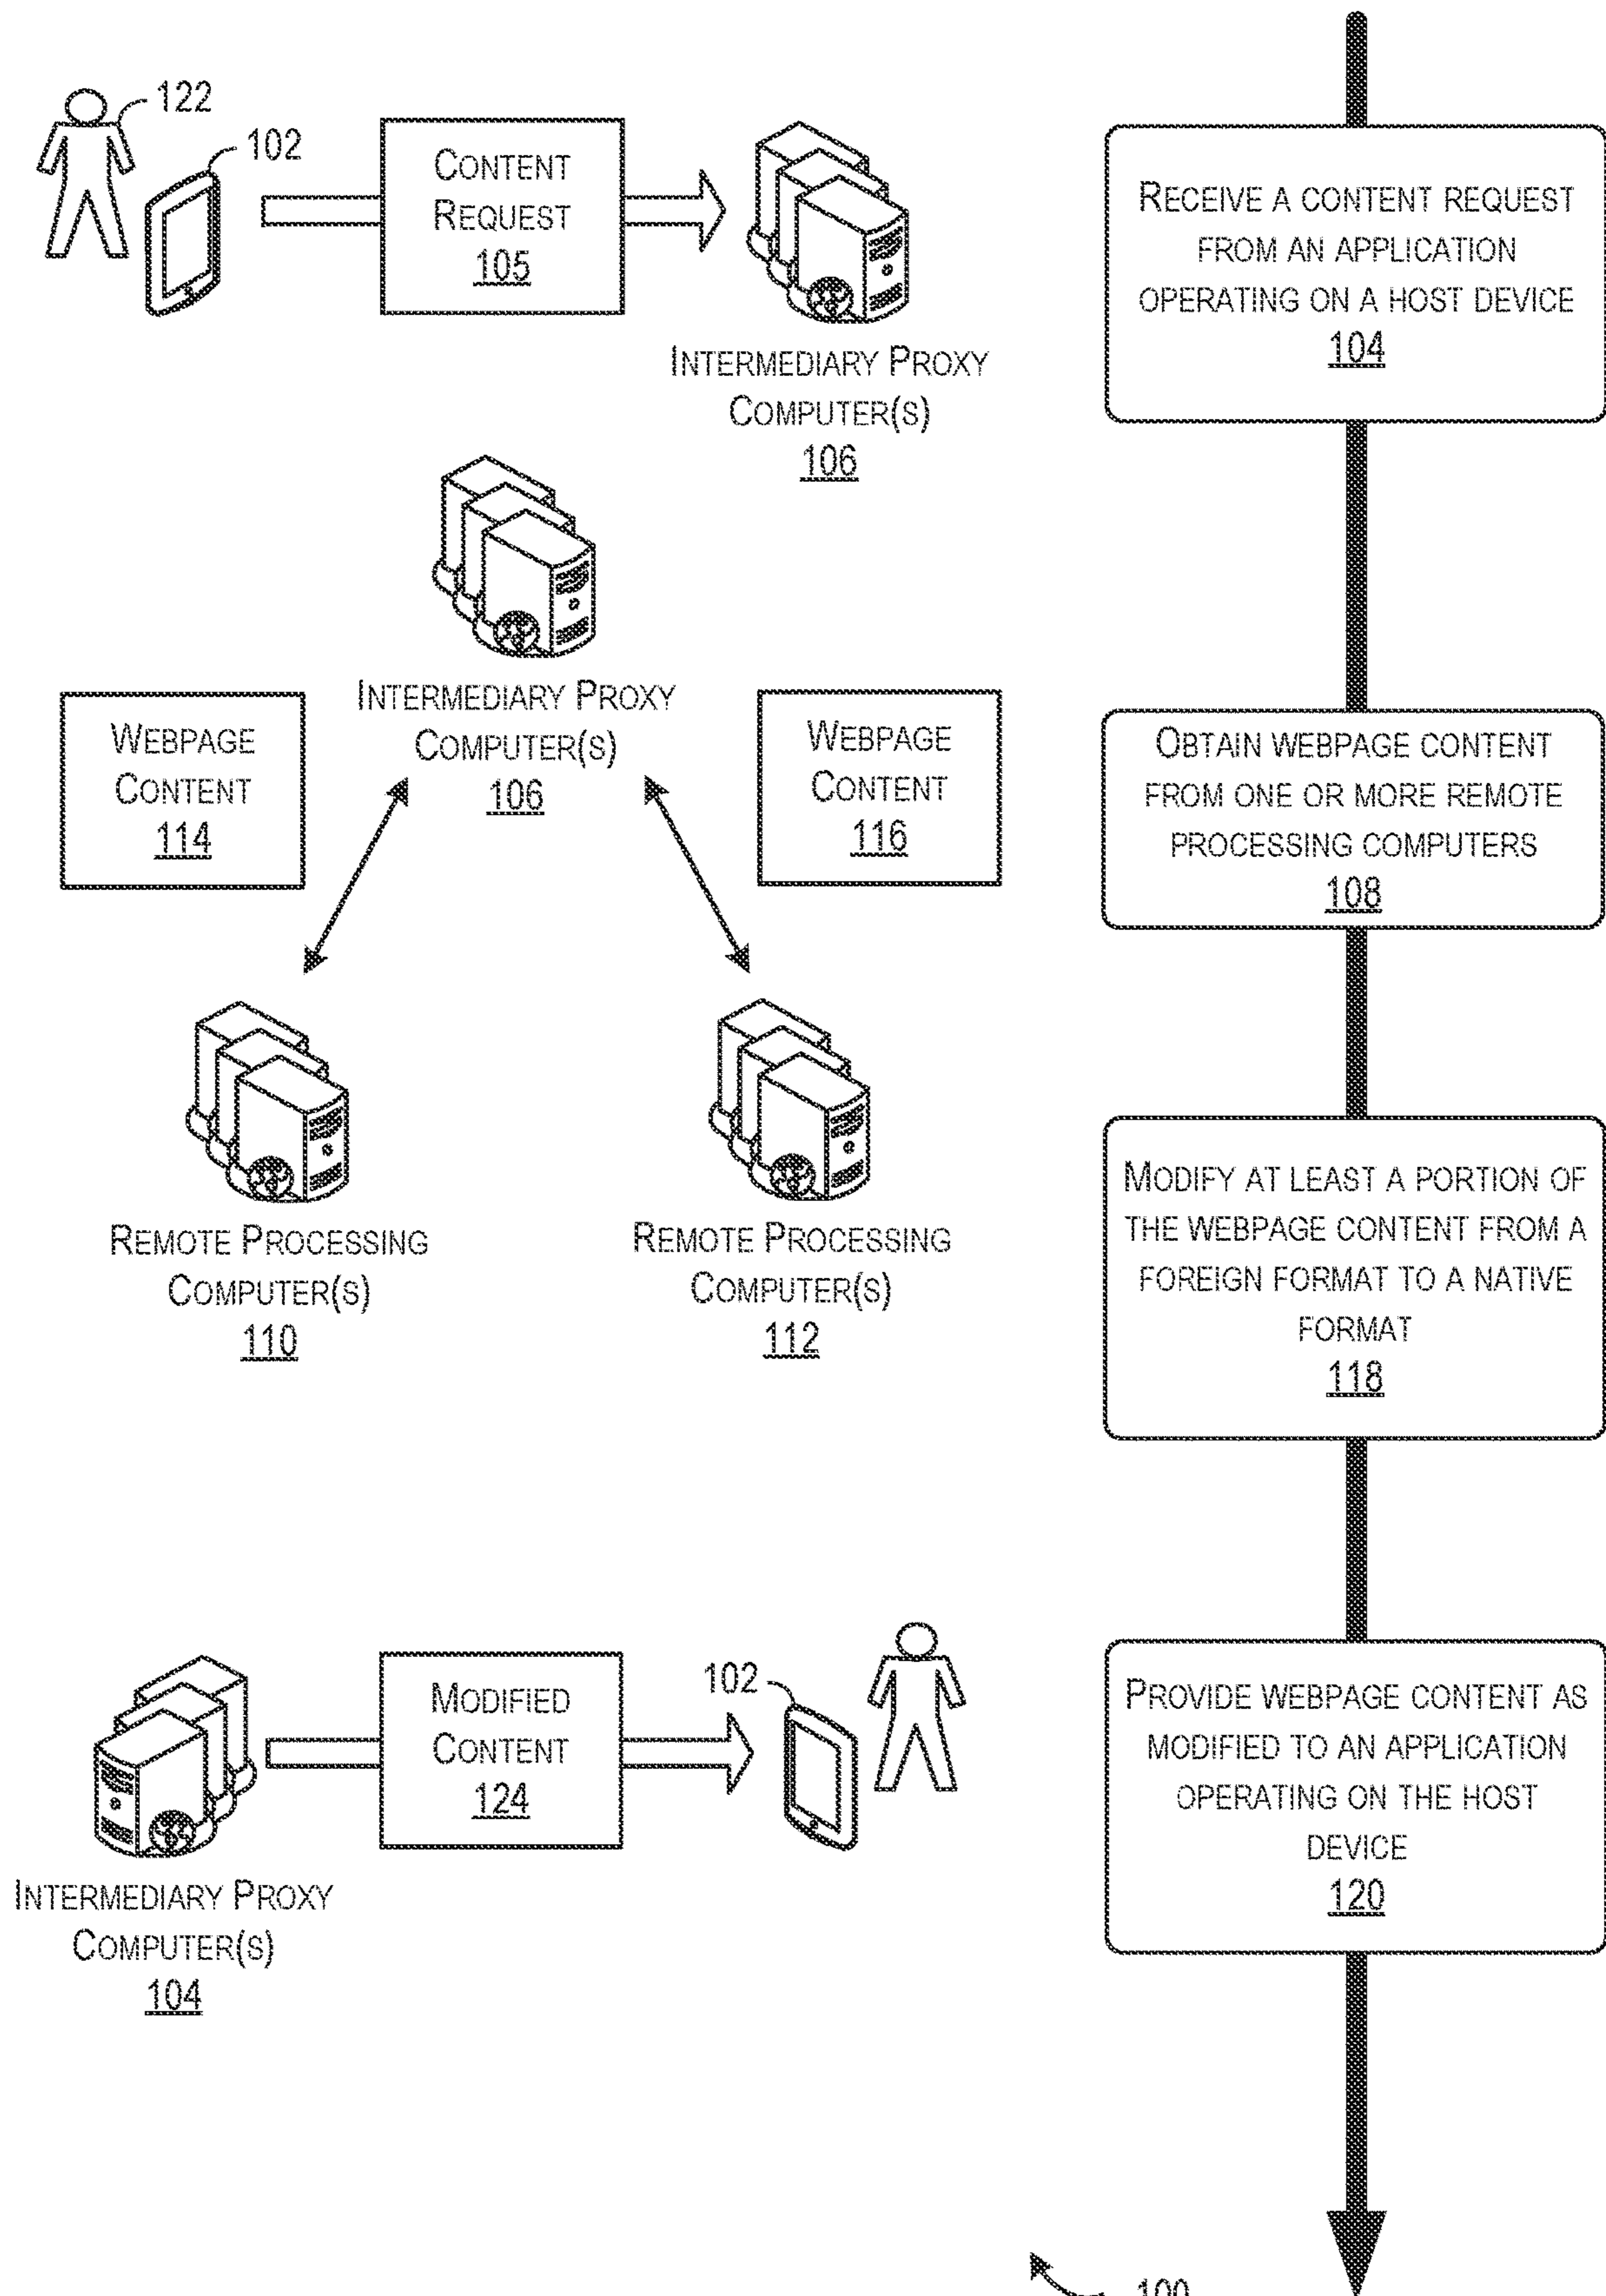 122
102
CONTENT
REQUEST
105
INTERMEDIARY PROXY
COMPUTER(S)
106
RECEIVE A CONTENT REQUEST
FROM AN APPLICATION
OPERATING ON A HOST DEVICE
104
INTERMEDIARY PROXY
COMPUTER(S)
106
WEBPAGE
CONTENT
114
WEBPAGE
CONTENT
116
OBTAIN WEBPAGE CONTENT
FROM ONE OR MORE REMOTE
PROCESSING COMPUTERS
108
REMOTE PROCESSING
COMPUTER(S)
110
REMOTE PROCESSING
COMPUTER(S)
112
MODIFY AT LEAST A PORTION OF
THE WEBPAGE CONTENT FROM A
FOREIGN FORMAT TO A NATIVE
FORMAT
118
INTERMEDIARY PROXY
COMPUTER(S)
104
MODIFIED
CONTENT
124
102
PROVIDE WEBPAGE CONTENT AS
MODIFIED TO AN APPLICATION
OPERATING ON THE HOST
DEVICE
120
100